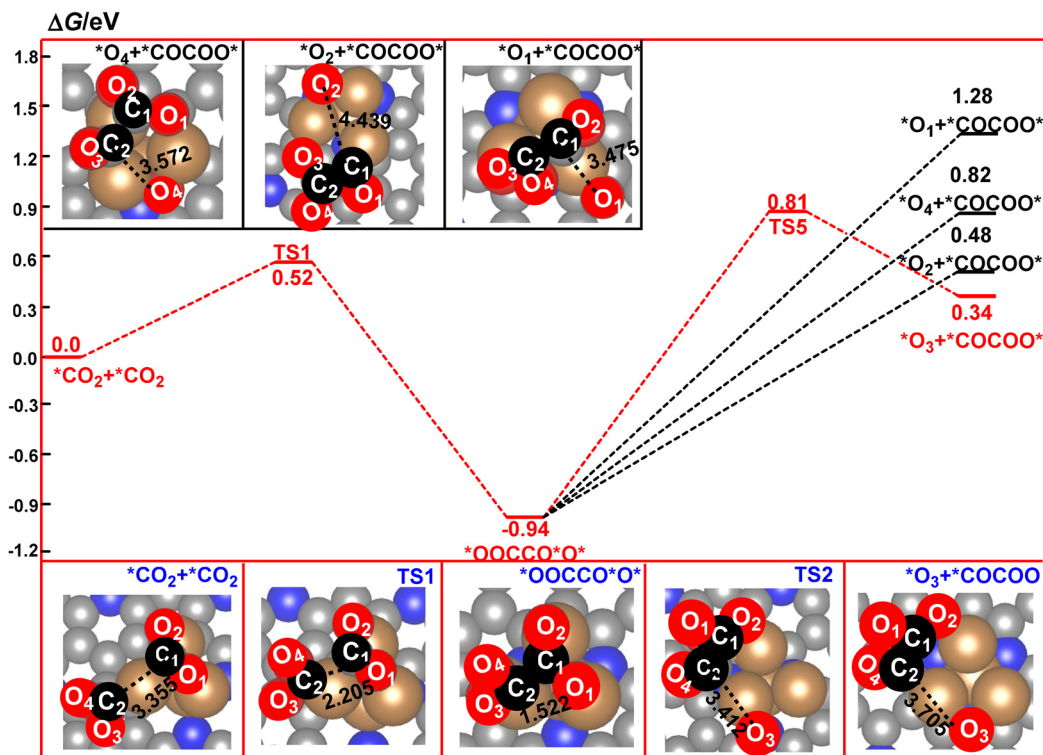 ΔG/eV
1.8
1.5
1.2
0.9
0.6
0.3
0.0
-0.3
-0.6
-0.9
-1.2
*O₄+*COCOO*
O₂
C₁
O₁
O₃
C₂
3.572
O₄
*O₂+*COCOO*
O₂
4.439
O₃
C₁
C₂
O₁
O₄
*O₁+*COCOO*
O₂
C₁
C₂
O₃
3.475
O₄
O₁
1.28
*O₁+*COCOO*
0.82
*O₄+*COCOO*
0.48
*O₂+*COCOO*
0.81
TS5
0.34
*O₃+*COCOO*
TS1
0.52
0.0
*CO₂+*CO₂
-0.94
*OOCCO*O*
*CO₂+*CO₂
O₂
C₁
O₁
O₄
C₂
3.355
O₃
TS1
O₂
O₄
C₁
C₂
O₁
2.205
O₃
*OOCCO*O*
O₂
O₄
C₁
C₂
O₁
O₃
1.522
TS2
O₁
O₂
C₁
C₂
O₄
3.412
O₃
*O₃+*COCOO
O₁
O₂
C₁
C₂
O₄
3.705
O₃